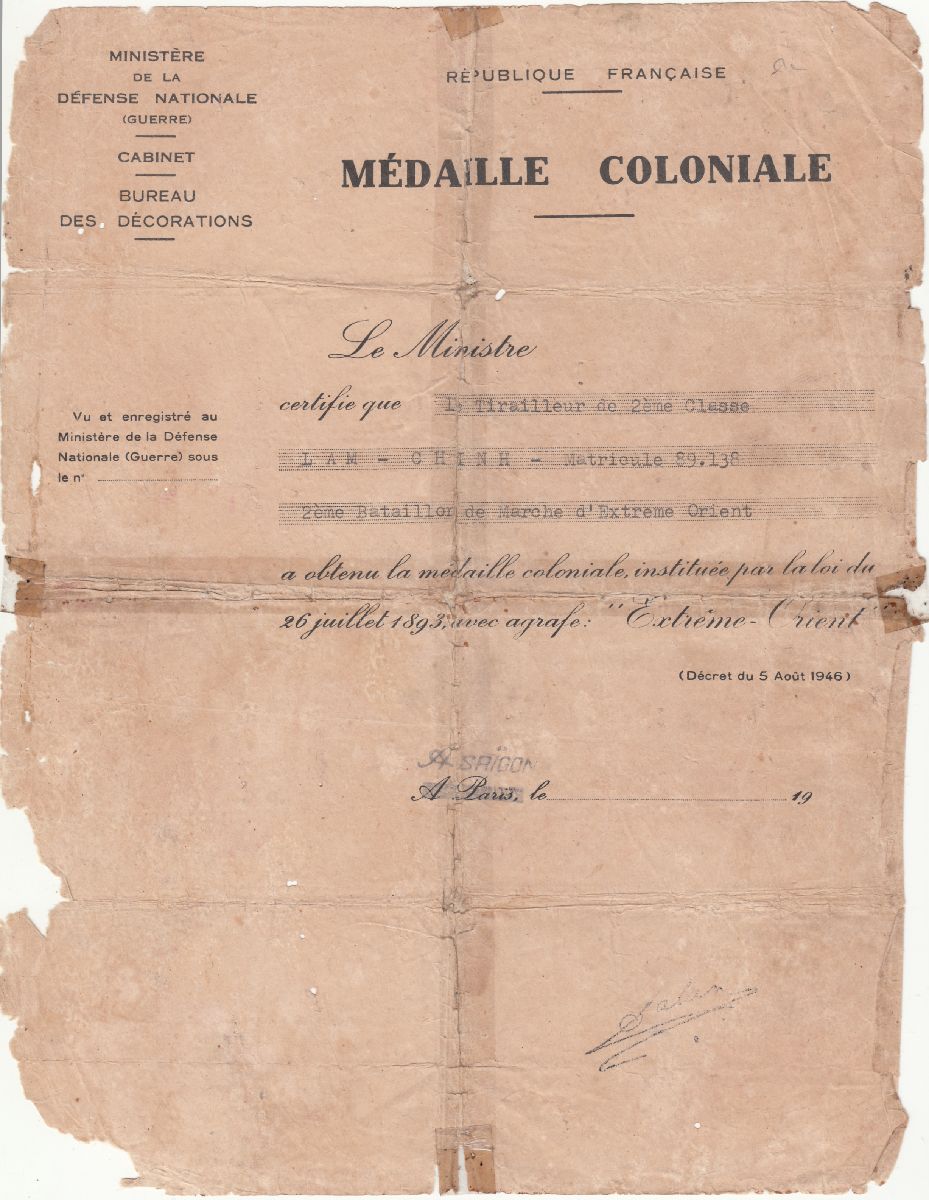 MINISTÈRE
DE LA
DÉFENSE NATIONALE
(GUERRE)
CABINET
BUREAU
DES DÉCORATIONS
RÉPUBLIQUE FRANÇAISE
MÉDAILLE COLONIALE
Le Ministre
certifie que le Tirailleur de 2ème Classe
LAM - CHINH - Matricule 89.138
2ème Bataillon de Marche d'Extrême Orient
Vu et enregistré au
Ministère de la Défense
Nationale (Guerre) sous
le n°
a obtenu la médaille coloniale, instituée par la loi du
26 juillet 1893, avec agrafe: "Extrême-Orient"
(Décret du 5 Août 1946)
A SAÏGON
A Paris, le 19
Salan